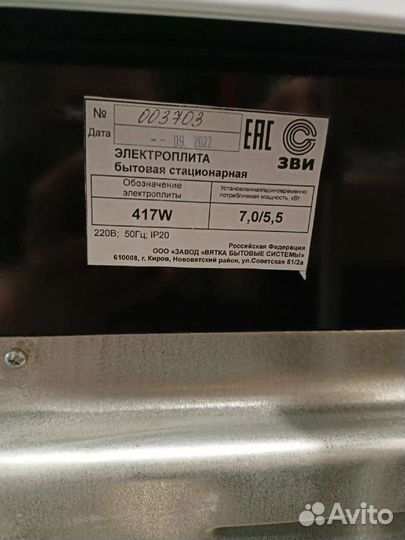 № 003703
Дата -- 09. 2022
ЕАС
ЗВИ
ЭЛЕКТРОПЛИТА
бытовая стационарная
Обозначение электроплиты
Установленная/единовременно потребляемая мощность, кВт
417W
7,0/5,5
220В; 50Гц; IP20
Российская Федерация
ООО «ЗАВОД «ВЯТКА БЫТОВЫЕ СИСТЕМЫ»
610008, г. Киров, Нововятский район, ул.Советская 51/2а
Avito